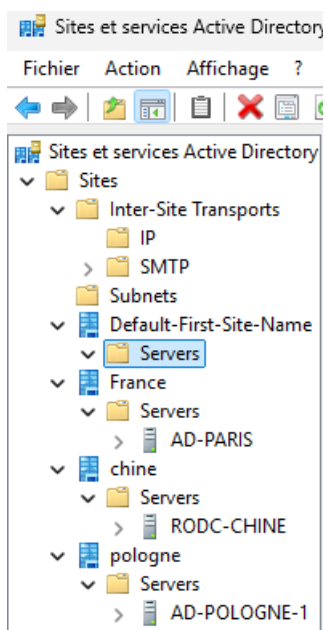 Sites et services Active Directory
Fichier Action Affichage ?
Sites et services Active Directory
Sites
Inter-Site Transports
IP
SMTP
Subnets
Default-First-Site-Name
Servers
France
Servers
AD-PARIS
chine
Servers
RODC-CHINE
pologne
Servers
AD-POLOGNE-1